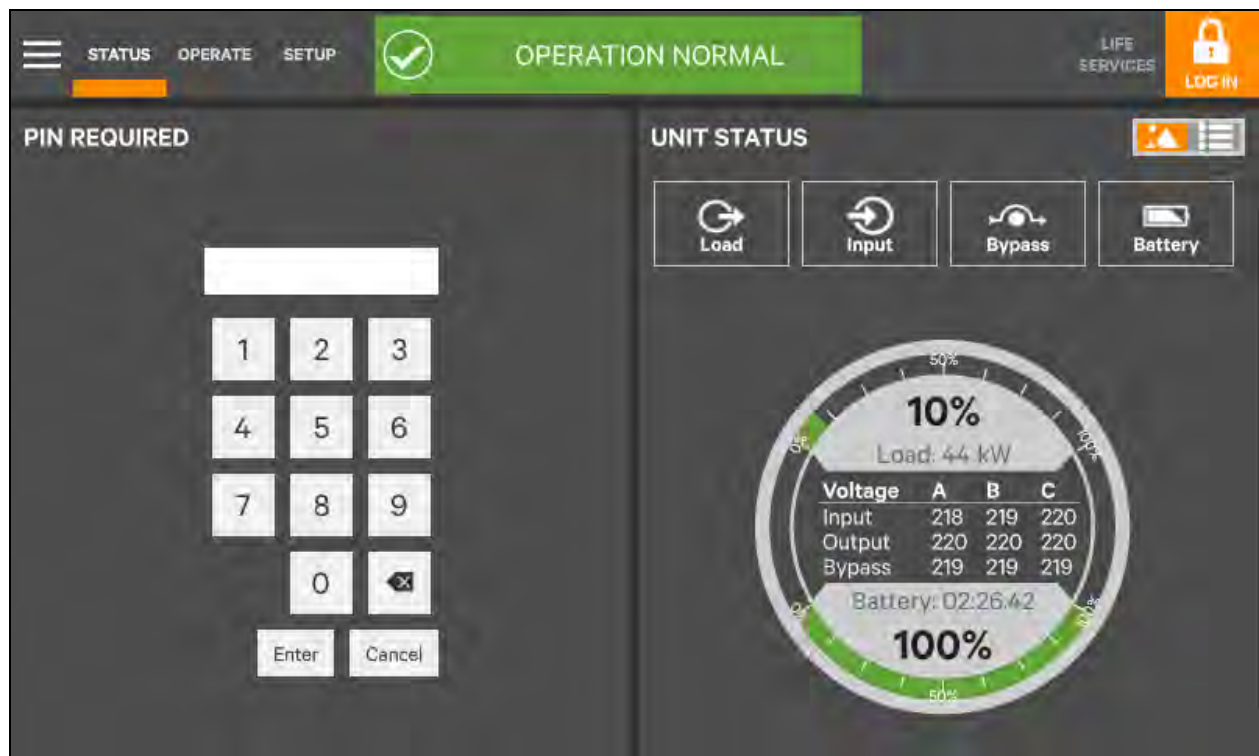 STATUS OPERATE SETUP OPERATION NORMAL LIFE SERVICES LOG IN
PIN REQUIRED
1 2 3
4 5 6
7 8 9
0
Enter Cancel
UNIT STATUS
Load Input Bypass Battery
50%
0% 100%
10%
Load: 44 kW
Voltage A B C
Input 218 219 220
Output 220 220 220
Bypass 219 219 219
Battery: 02:26:42
0% 100%
100%
50%